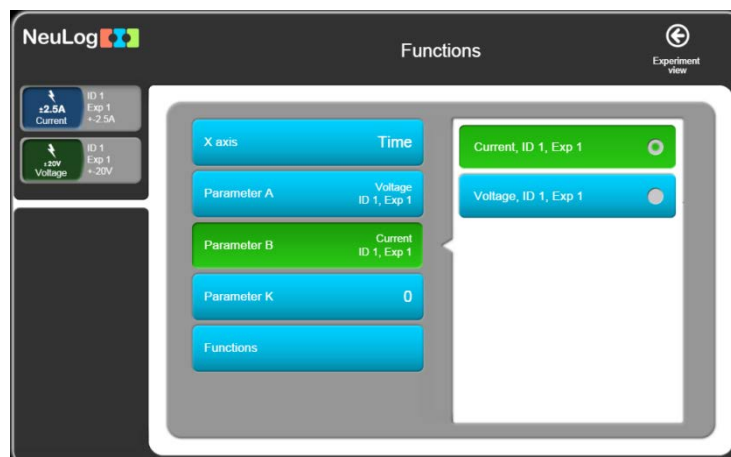 NeuLog
Functions
Experiment
view
±2.5A
Current
ID 1
Exp 1
+-2.5A
±20V
Voltage
ID 1
Exp 1
+-20V
X axis Time
Parameter A Voltage
ID 1, Exp 1
Parameter B Current
ID 1, Exp 1
Parameter K 0
Functions
Current, ID 1, Exp 1
Voltage, ID 1, Exp 1